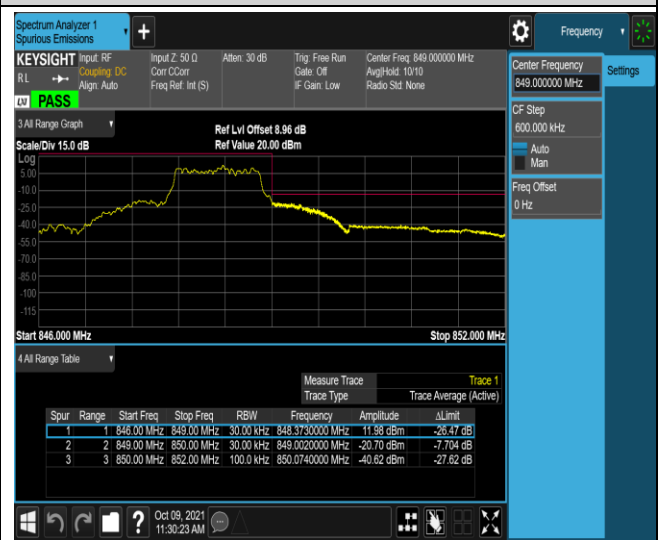 Spectrum Analyzer 1
Spurious Emissions
Frequency
KEYSIGHT Input: RF Input Z: 50 Ω Atten: 30 dB Trig: Free Run Center Freq: 849.000000 MHz
RL Coupling: DC Corr CCorr Gate: Off Avg|Hold: 10/10
Align: Auto Freq Ref: Int (S) IF Gain: Low Radio Std: None
LVI PASS
Center Frequency
849.000000 MHz
Settings
CF Step
600.000 kHz
Auto
Man
Freq Offset
0 Hz
3 All Range Graph
Ref Lvl Offset 8.96 dB
Scale/Div 15.0 dB Ref Value 20.00 dBm
Log
5.00
-10.0
-25.0
-40.0
-55.0
-70.0
-85.0
-100
-115
Start 846.000 MHz Stop 852.000 MHz
4 All Range Table
Measure Trace Trace 1
Trace Type Trace Average (Active)
Spur Range Start Freq Stop Freq RBW Frequency Amplitude ΔLimit
1 1 846.00 MHz 849.00 MHz 30.00 kHz 848.3730000 MHz 11.98 dBm -26.47 dB
2 2 849.00 MHz 850.00 MHz 30.00 kHz 849.0020000 MHz -20.70 dBm -7.704 dB
3 3 850.00 MHz 852.00 MHz 100.0 kHz 850.0740000 MHz -40.62 dBm -27.62 dB
Oct 09, 2021
11:30:23 AM